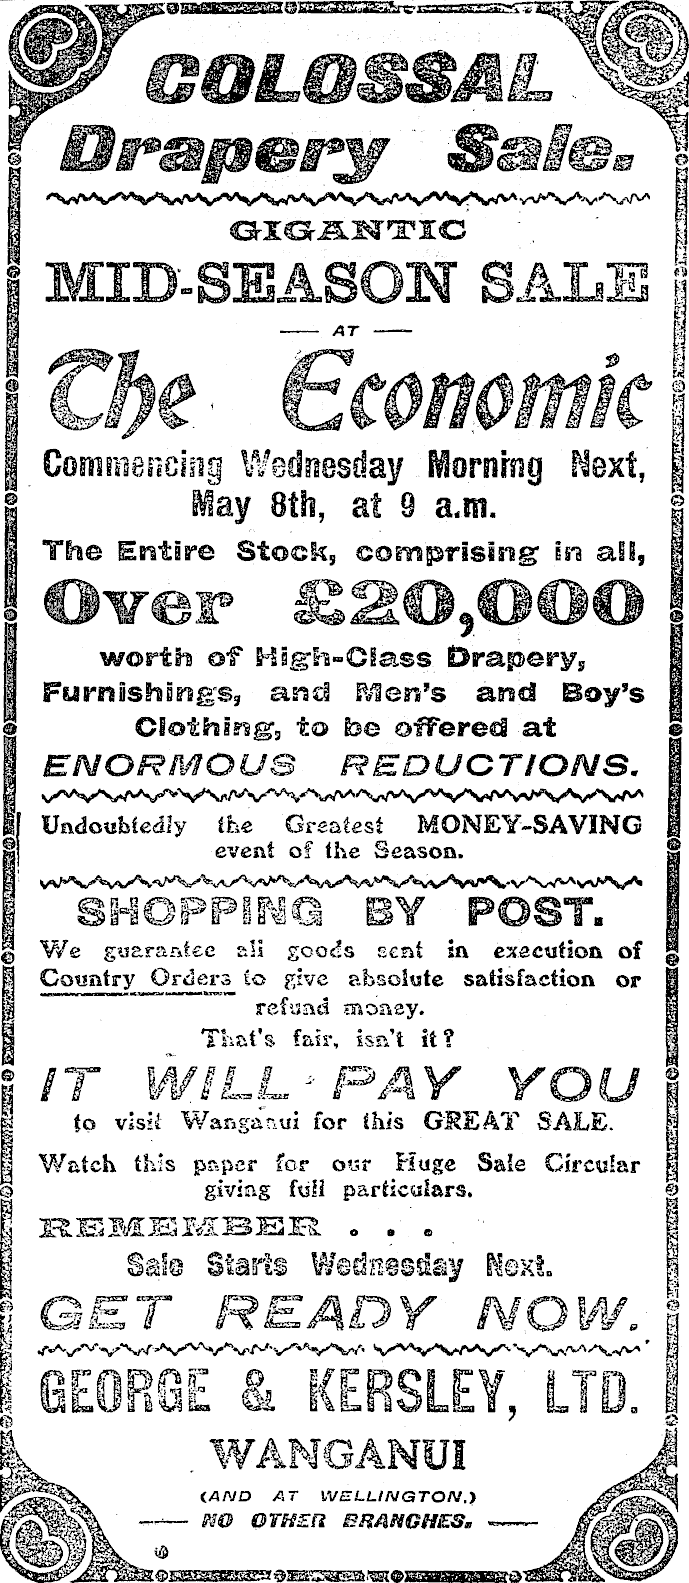 COLOSSAL
Drapery Sale.
GIGANTIC
MID-SEASON SALE
— AT —
The Economic
Commencing Wednesday Morning Next,
May 8th, at 9 a.m.
The Entire Stock, comprising in all,
Over £20,000
worth of High-Class Drapery,
Furnishings, and Men's and Boy's
Clothing, to be offered at
ENORMOUS REDUCTIONS.
Undoubtedly the Greatest MONEY-SAVING
event of the Season.
SHOPPING BY POST.
We guarantee all goods sent in execution of
Country Orders to give absolute satisfaction or
refund money.
That's fair, isn't it?
IT WILL PAY YOU
to visit Wanganui for this GREAT SALE.
Watch this paper for our Huge Sale Circular
giving full particulars.
REMEMBER . . .
Sale Starts Wednesday Next.
GET READY NOW.
GEORGE & KERSLEY, LTD.
WANGANUI
(AND AT WELLINGTON.)
— NO OTHER BRANCHES. —